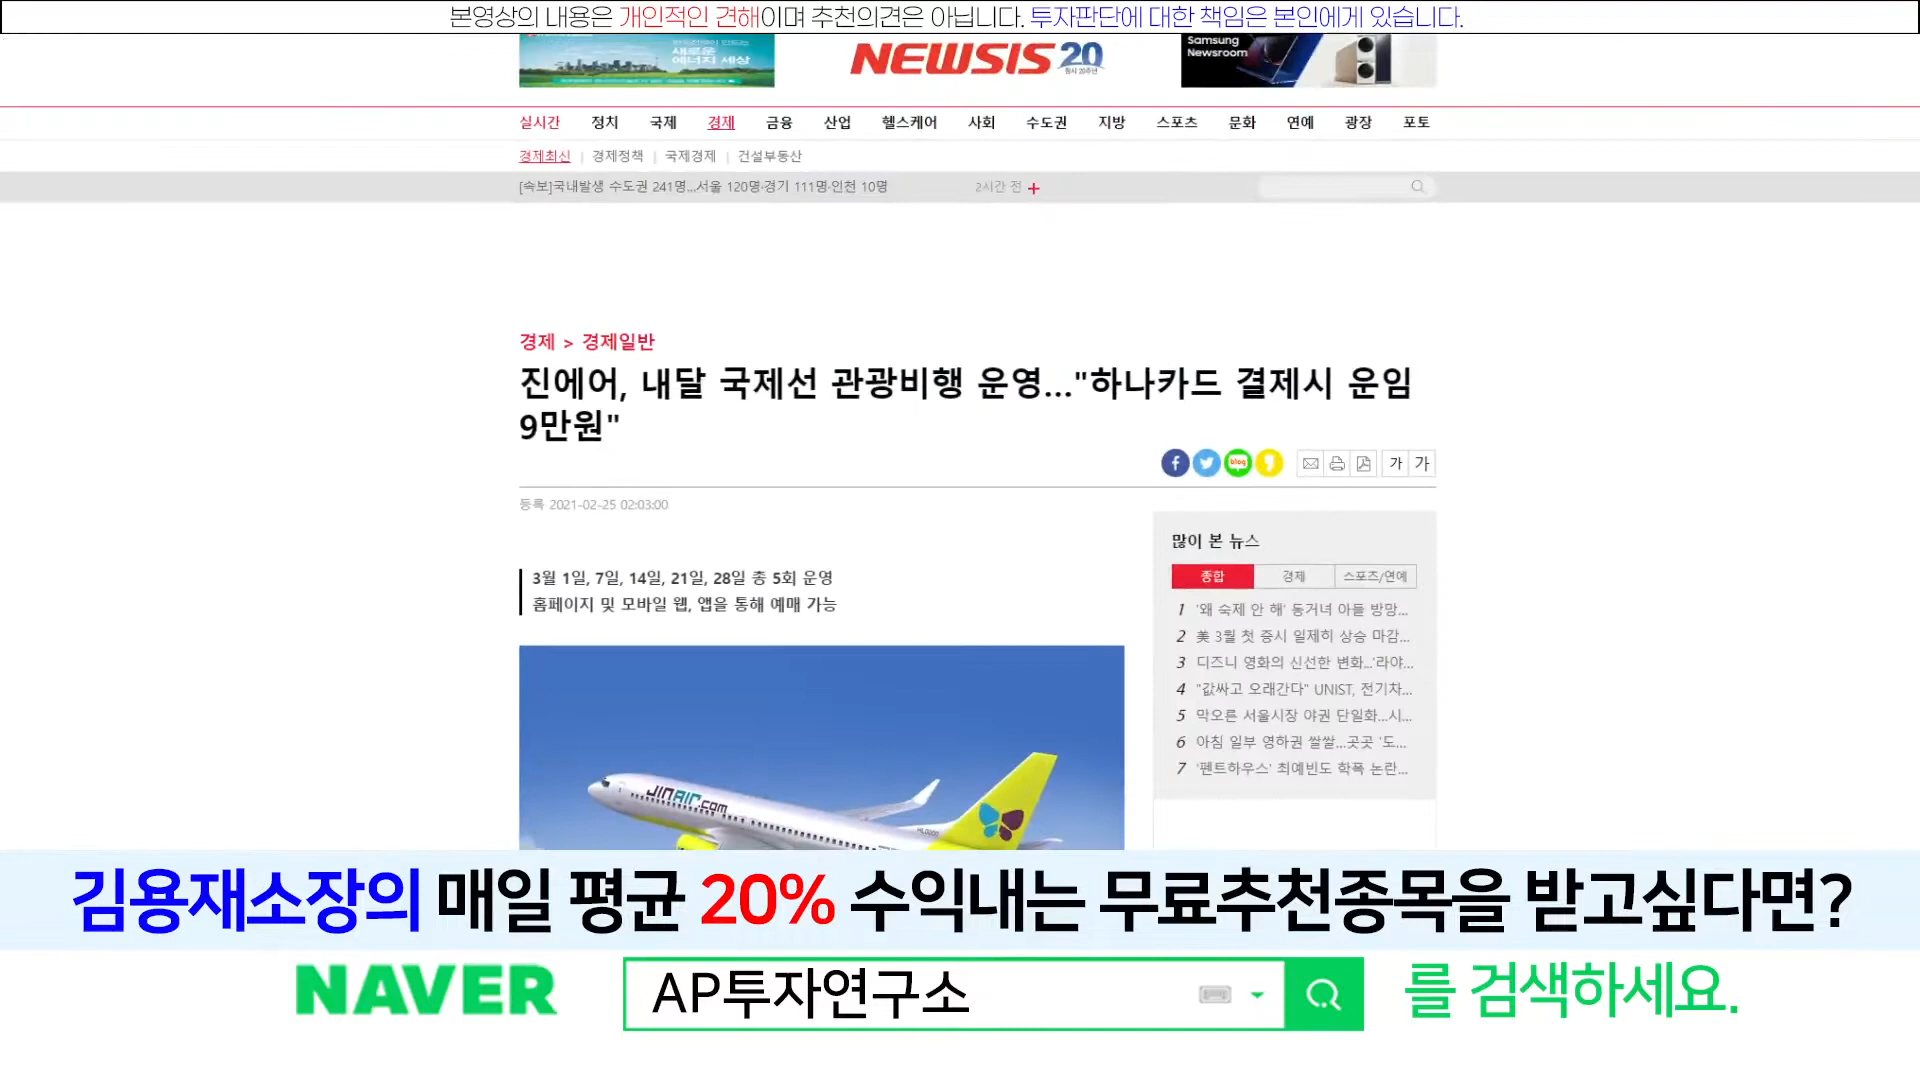 본영상의 내용은 개인적인 견해이며 추천의견은 아닙니다. 투자판단에 대한 책임은 본인에게 있습니다.
새로운
에너지 세상
NEWSIS 20
Samsung
Newsroom
실시간 정치 국제 경제 금융 산업 헬스케어 사회 수도권 지방 스포츠 문화 연예 광장 포토
경제최신 | 경제정책 | 국제경제 | 건설부동산
[속보]국내발생 수도권 241명...서울 120명·경기 111명·인천 10명 2시간 전
경제 > 경제일반
진에어, 내달 국제선 관광비행 운영..."하나카드 결제시 운임
9만원"
blog
가 가
등록 2021-02-25 02:03:00
3월 1일, 7일, 14일, 21일, 28일 총 5회 운영
홈페이지 및 모바일 웹, 앱을 통해 예매 가능
많이 본 뉴스
종합 경제 스포츠/연예
1 '왜 숙제 안 해' 동거녀 아들 방망...
2 美 3월 첫 증시 일제히 상승 마감...
3 디즈니 영화의 신선한 변화...'라야...
4 "값싸고 오래간다" UNIST, 전기차...
5 막오른 서울시장 야권 단일화...시...
6 아침 일부 영하권 쌀쌀...곳곳 '도...
7 '펜트하우스' 최예빈도 학폭 논란...
JINAIR.com
김용재소장의 매일 평균 20% 수익내는 무료추천종목을 받고싶다면?
NAVER AP투자연구소 를 검색하세요.